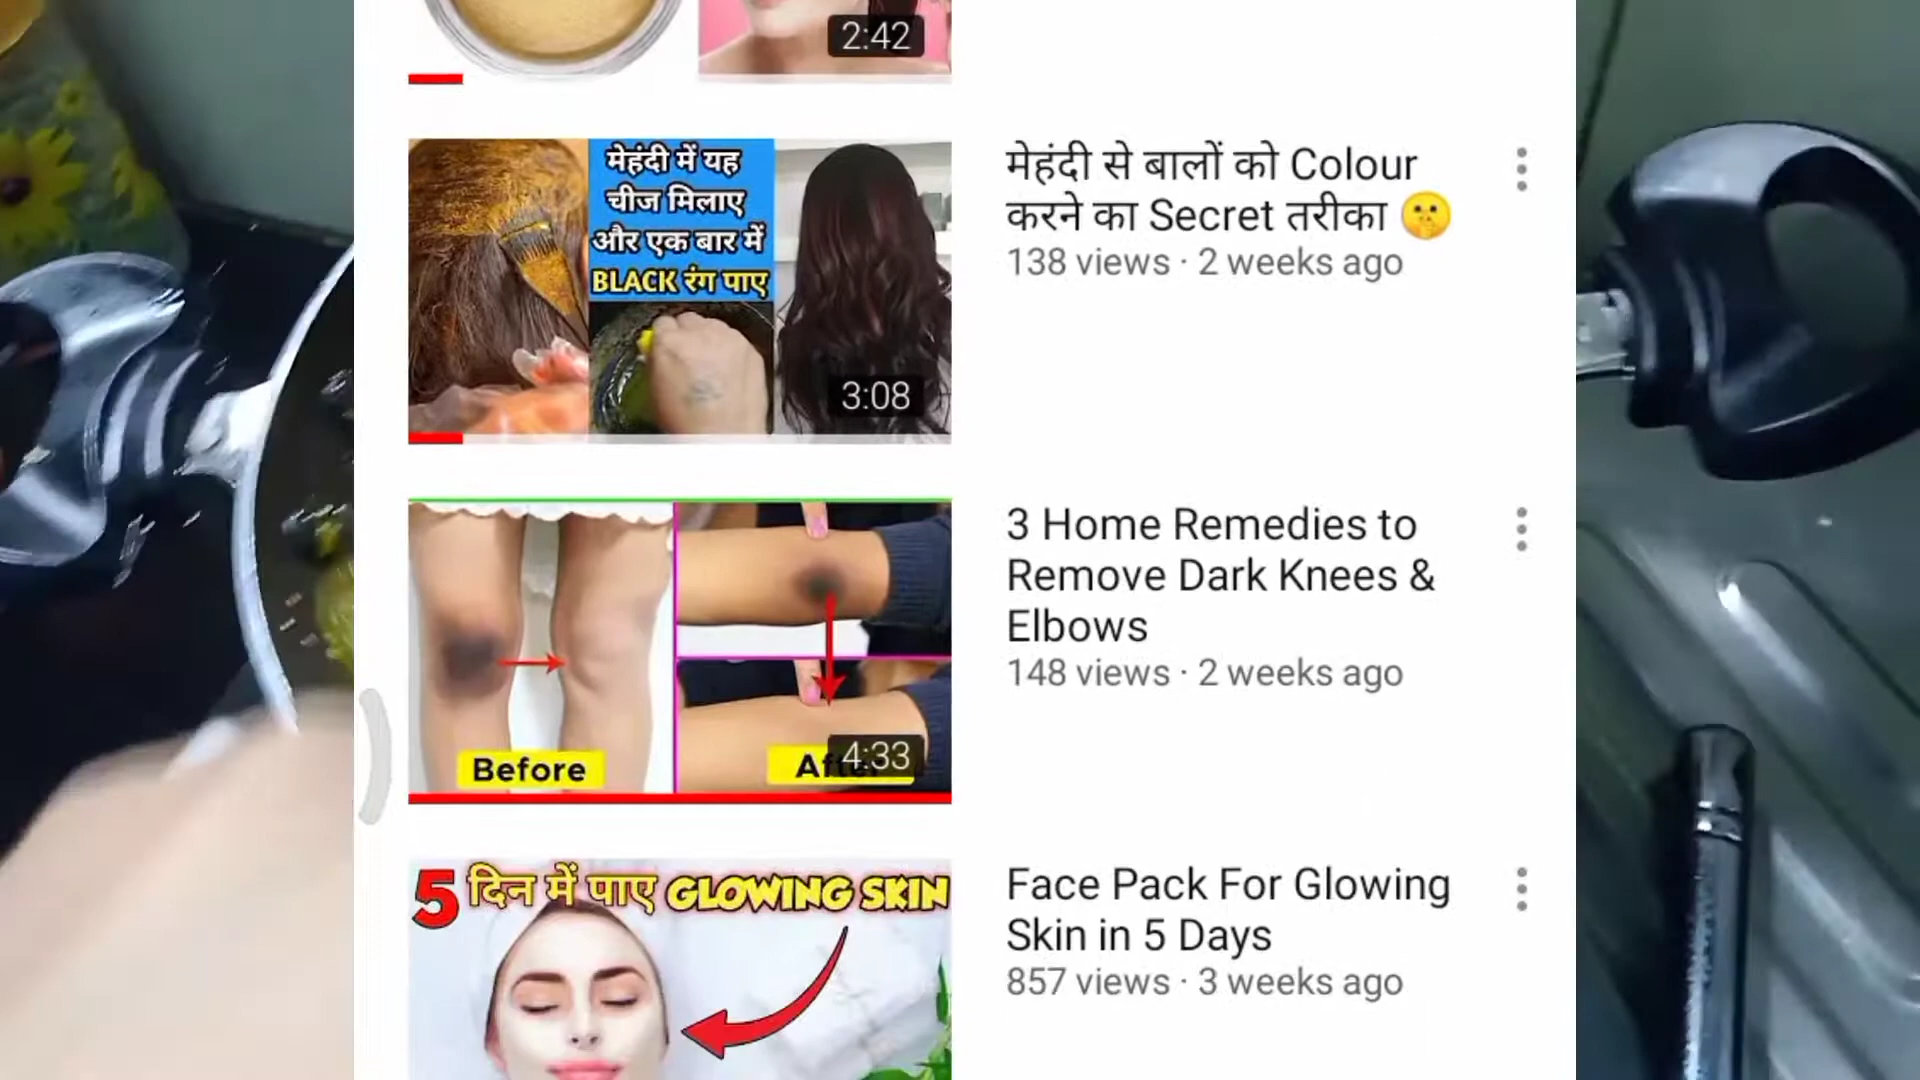 2:42
मेहंदी में यह
चीज मिलाए
और एक बार में
BLACK रंग पाए
3:08
मेहंदी से बालों को Colour
करने का Secret तरीका 🤫
138 views · 2 weeks ago
Before
4:33
3 Home Remedies to
Remove Dark Knees &
Elbows
148 views · 2 weeks ago
5 दिन में पाए GLOWING SKIN
Face Pack For Glowing
Skin in 5 Days
857 views · 3 weeks ago